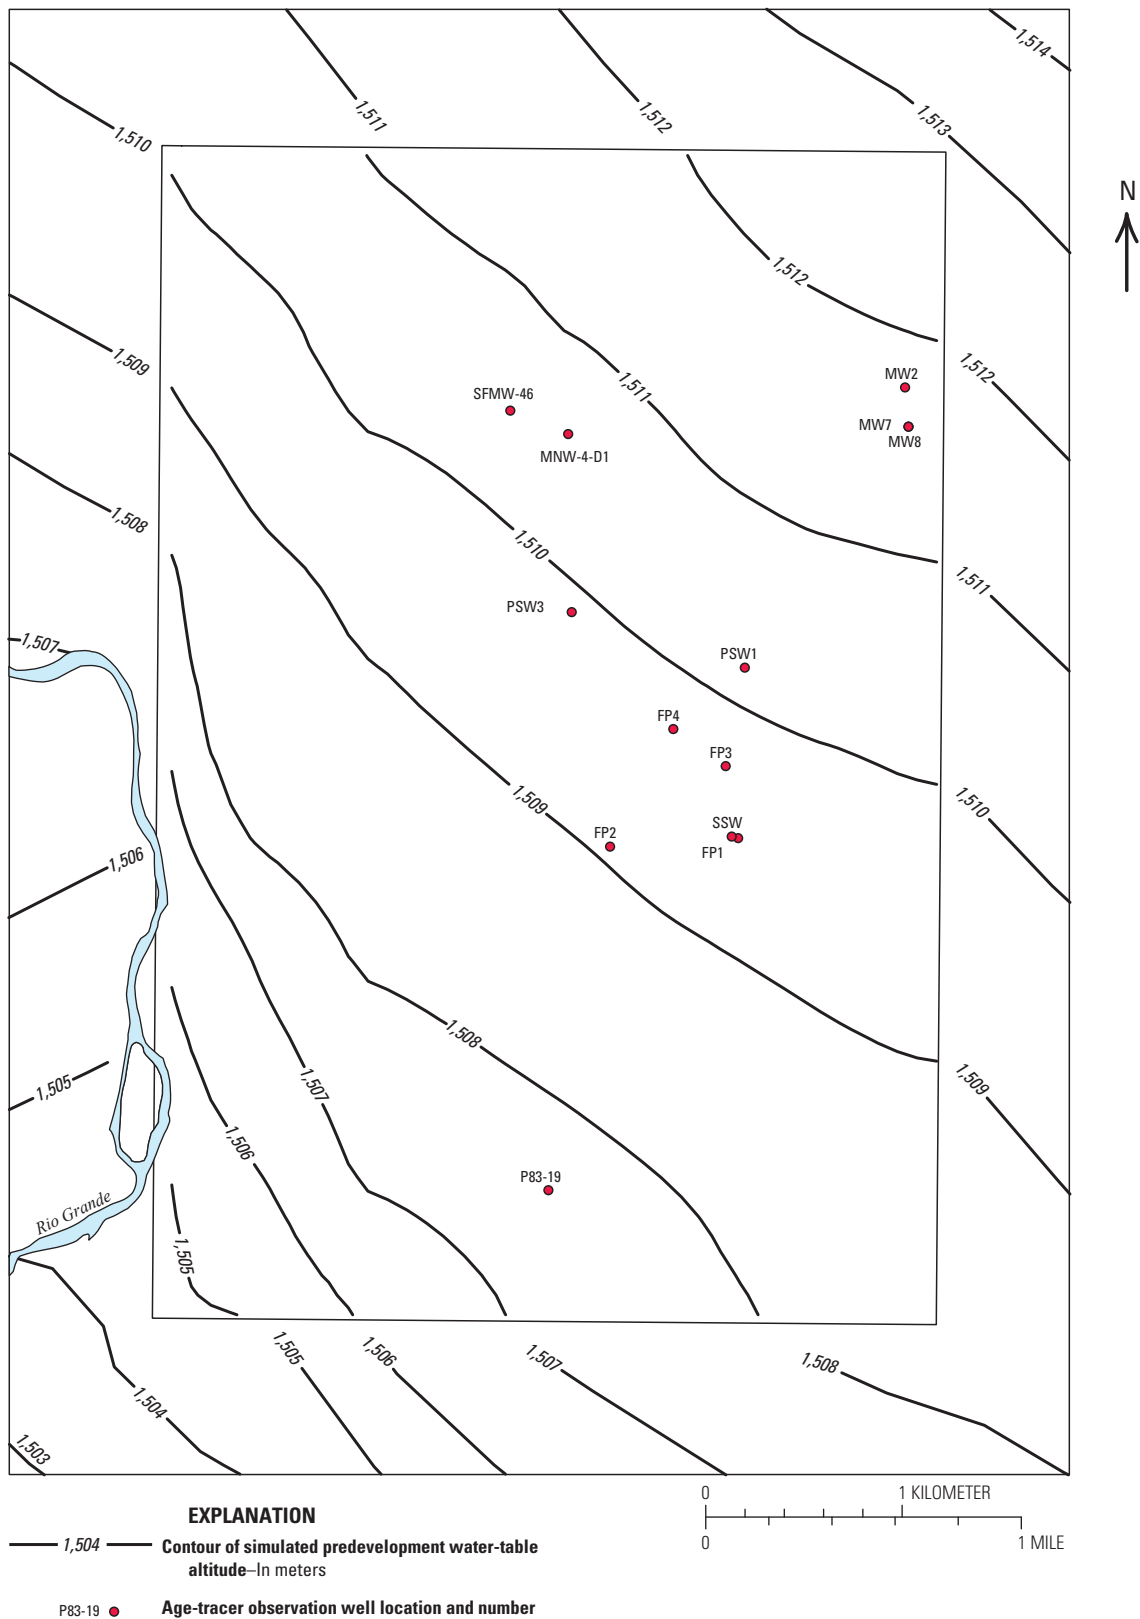 1,514
1,511
1,512
1,513
1,510
N
1,512
1,509
1,512
MW2
SFMW-46
1,511
MW7
MW8
MNW-4-D1
1,508
1,510
1,511
PSW3
1,507
PSW1
FP4
FP3
1,509
1,510
SSW
FP2
FP1
1,506
1,508
1,505
1,507
1,509
1,506
P83-19
Rio Grande
1,505
1,505
1,506
1,507
1,508
1,504
1,503
0 1 KILOMETER
0 1 MILE
EXPLANATION
1,504 Contour of simulated predevelopment water-table
altitude–In meters
P83-19 Age-tracer observation well location and number